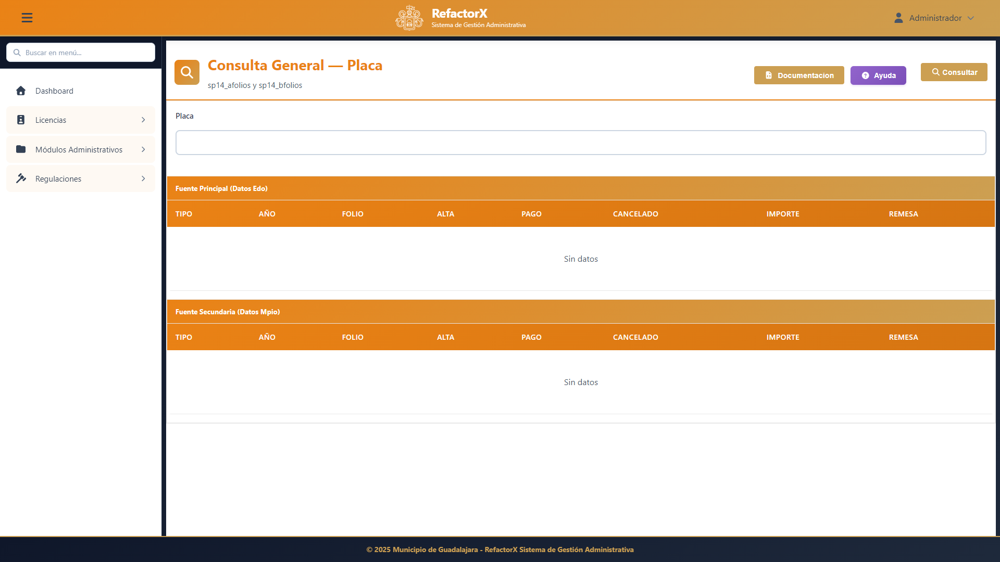 RefactorX
Sistema de Gestión Administrativa
Administrador
Buscar en menú...
Dashboard
Licencias
Módulos Administrativos
Regulaciones
Consulta General — Placa
sp14_afolios y sp14_bfolios
Documentacion
Ayuda
Consultar
Placa
Fuente Principal (Datos Edo)
TIPO AÑO FOLIO ALTA PAGO CANCELADO IMPORTE REMESA
Sin datos
Fuente Secundaria (Datos Mpio)
TIPO AÑO FOLIO ALTA PAGO CANCELADO IMPORTE REMESA
Sin datos
© 2025 Municipio de Guadalajara - RefactorX Sistema de Gestión Administrativa